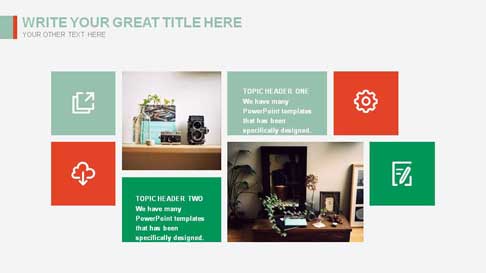 WRITE YOUR GREAT TITLE HERE
YOUR OTHER TEXT HERE
TOPIC HEADER ONE
We have many
PowerPoint templates
that has been
specifically designed.
TOPIC HEADER TWO
We have many
PowerPoint templates
that has been
specifically designed.